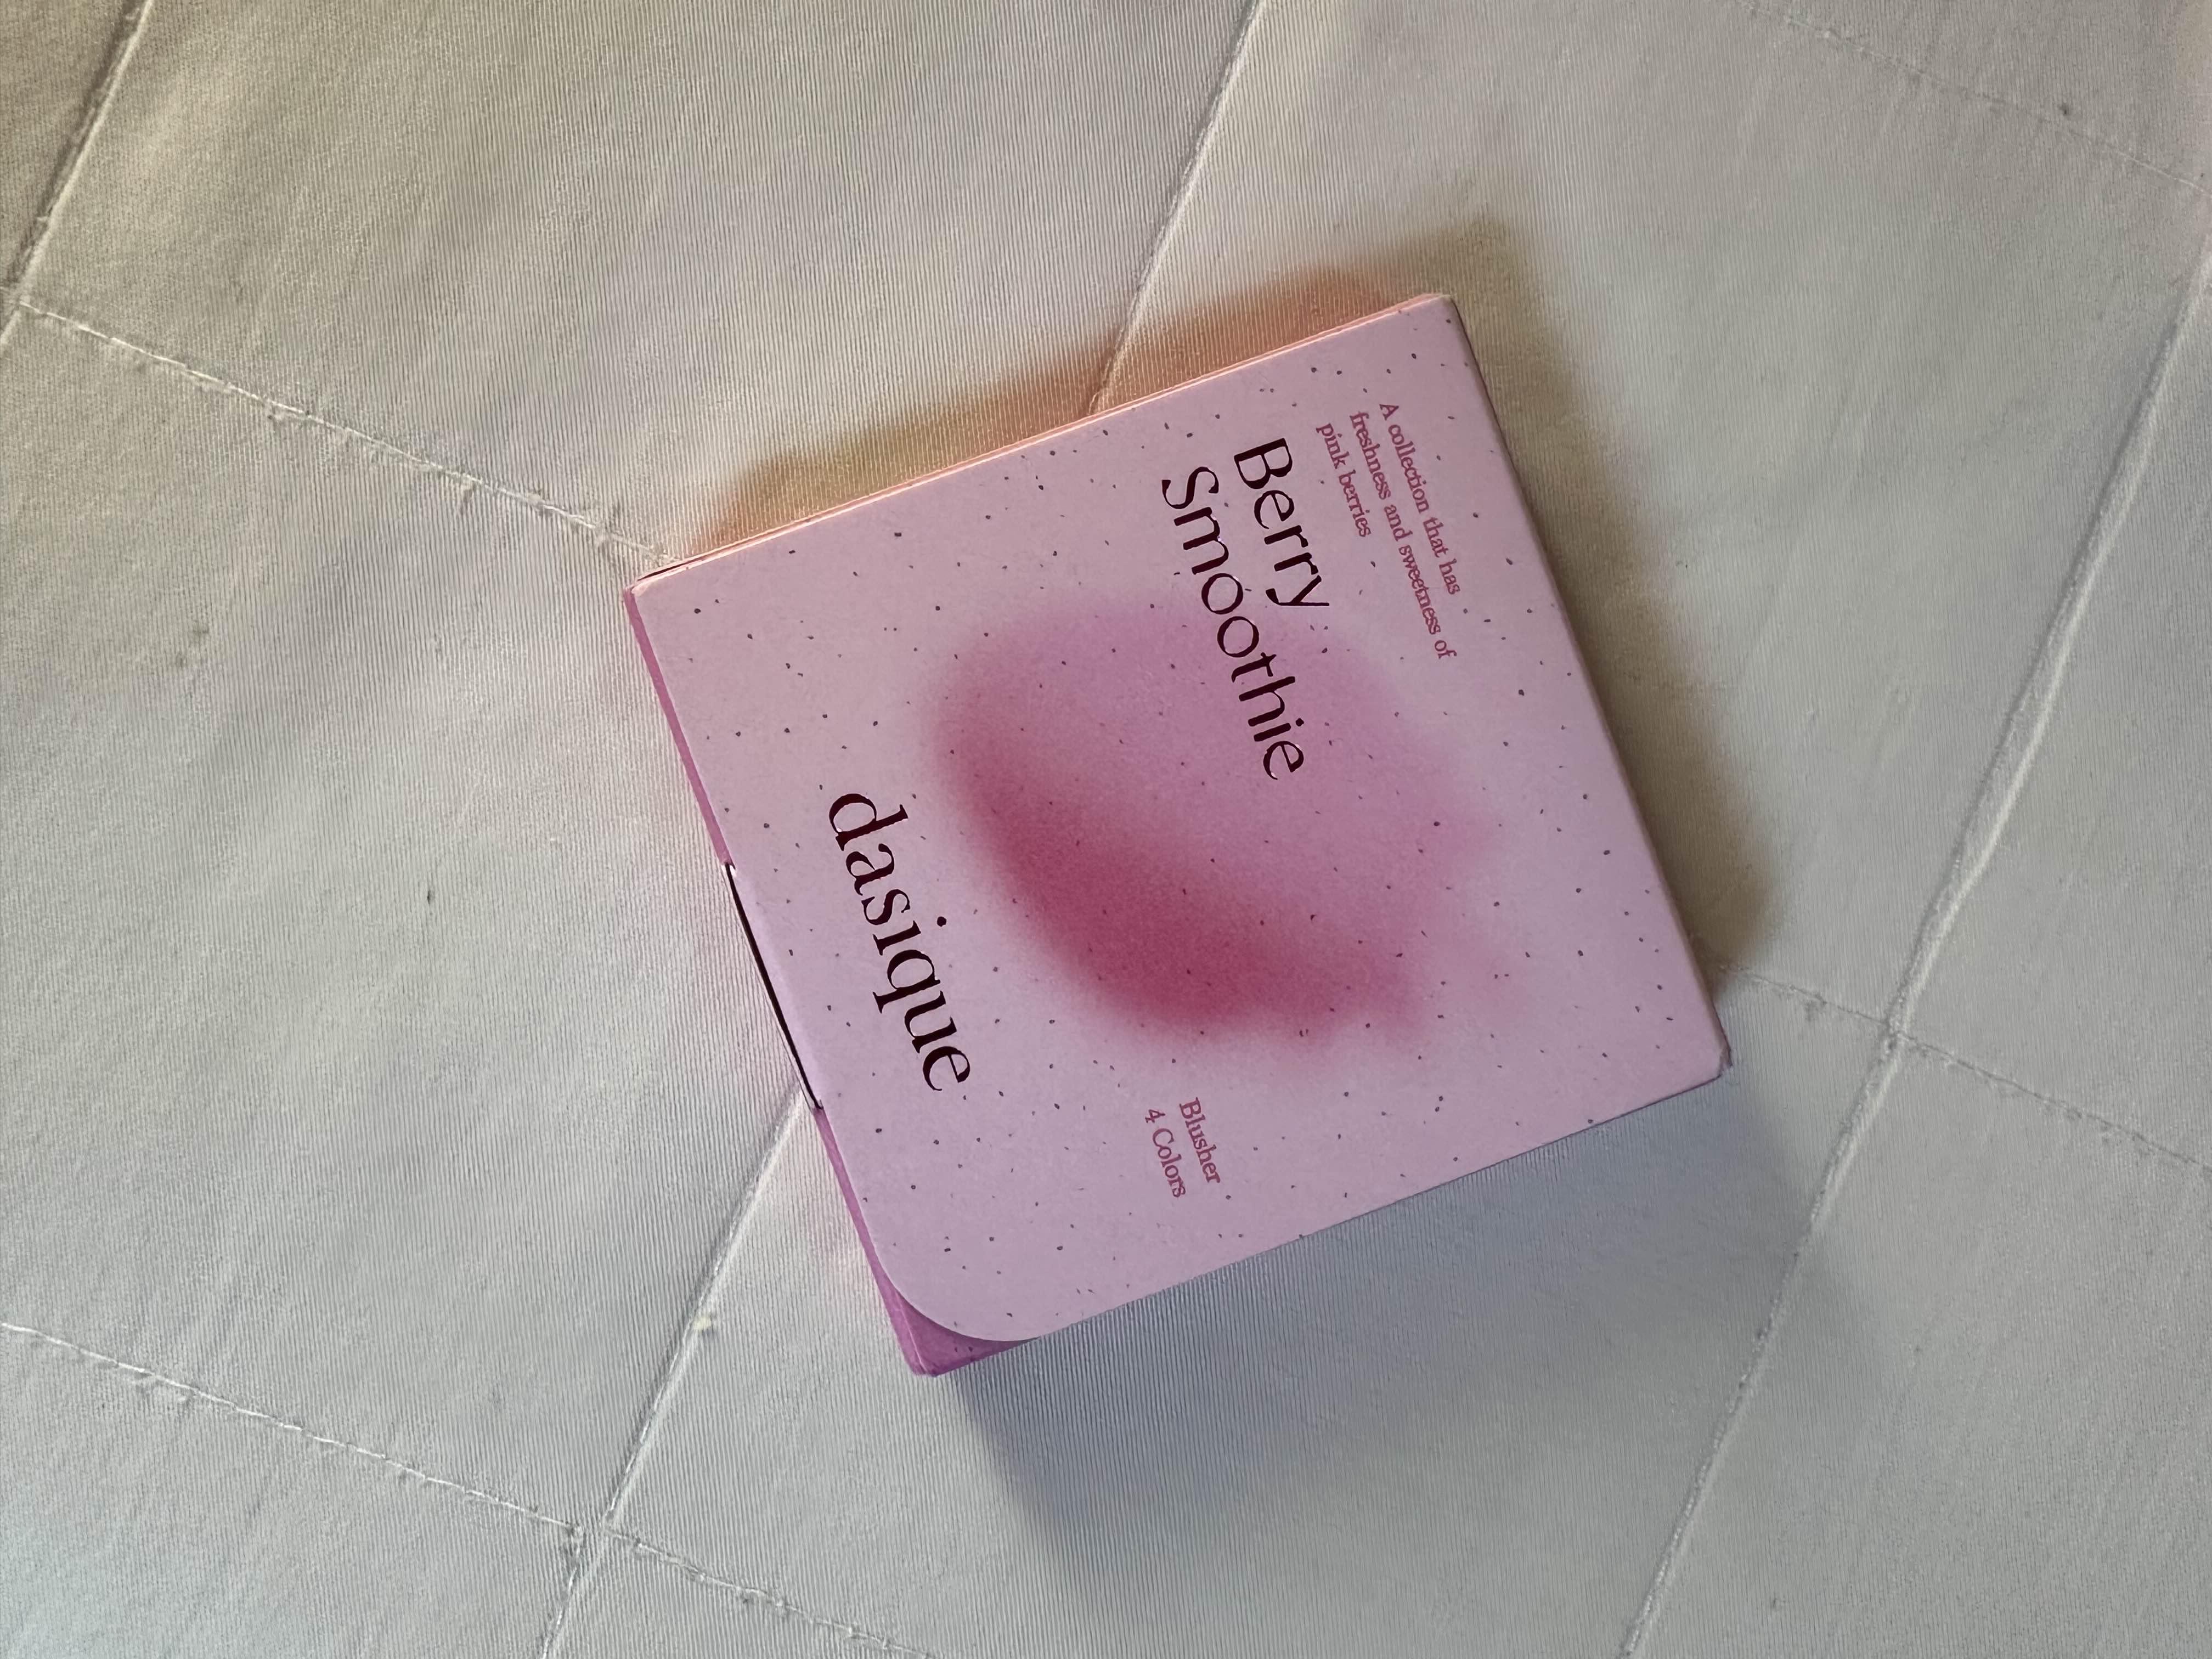 A collection that has
freshness and sweetness of
pink berries
Berry
Smoothie
dasique
Blusher
4 Colors